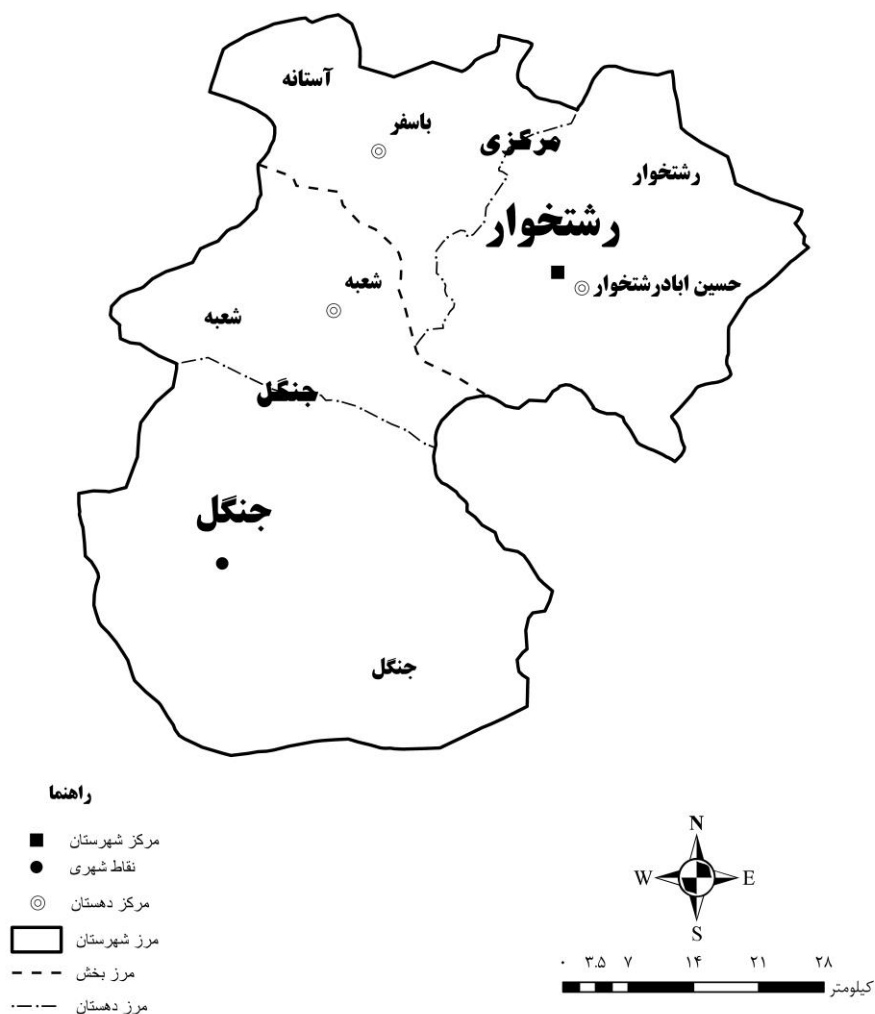 آستانه
باسفر
مرکزی
رشتخوار
رشتخوار
حسین ابادرشتخوار
شعبه
شعبه
جنگل
جنگل
جنگل
راهنما
مرکز شهرستان
نقاط شهری
مرکز دهستان
مرز شهرستان
مرز بخش
مرز دهستان
N
W E
S
۰ ۳.۵ ۷ ۱۴ ۲۱ ۲۸
کیلومتر